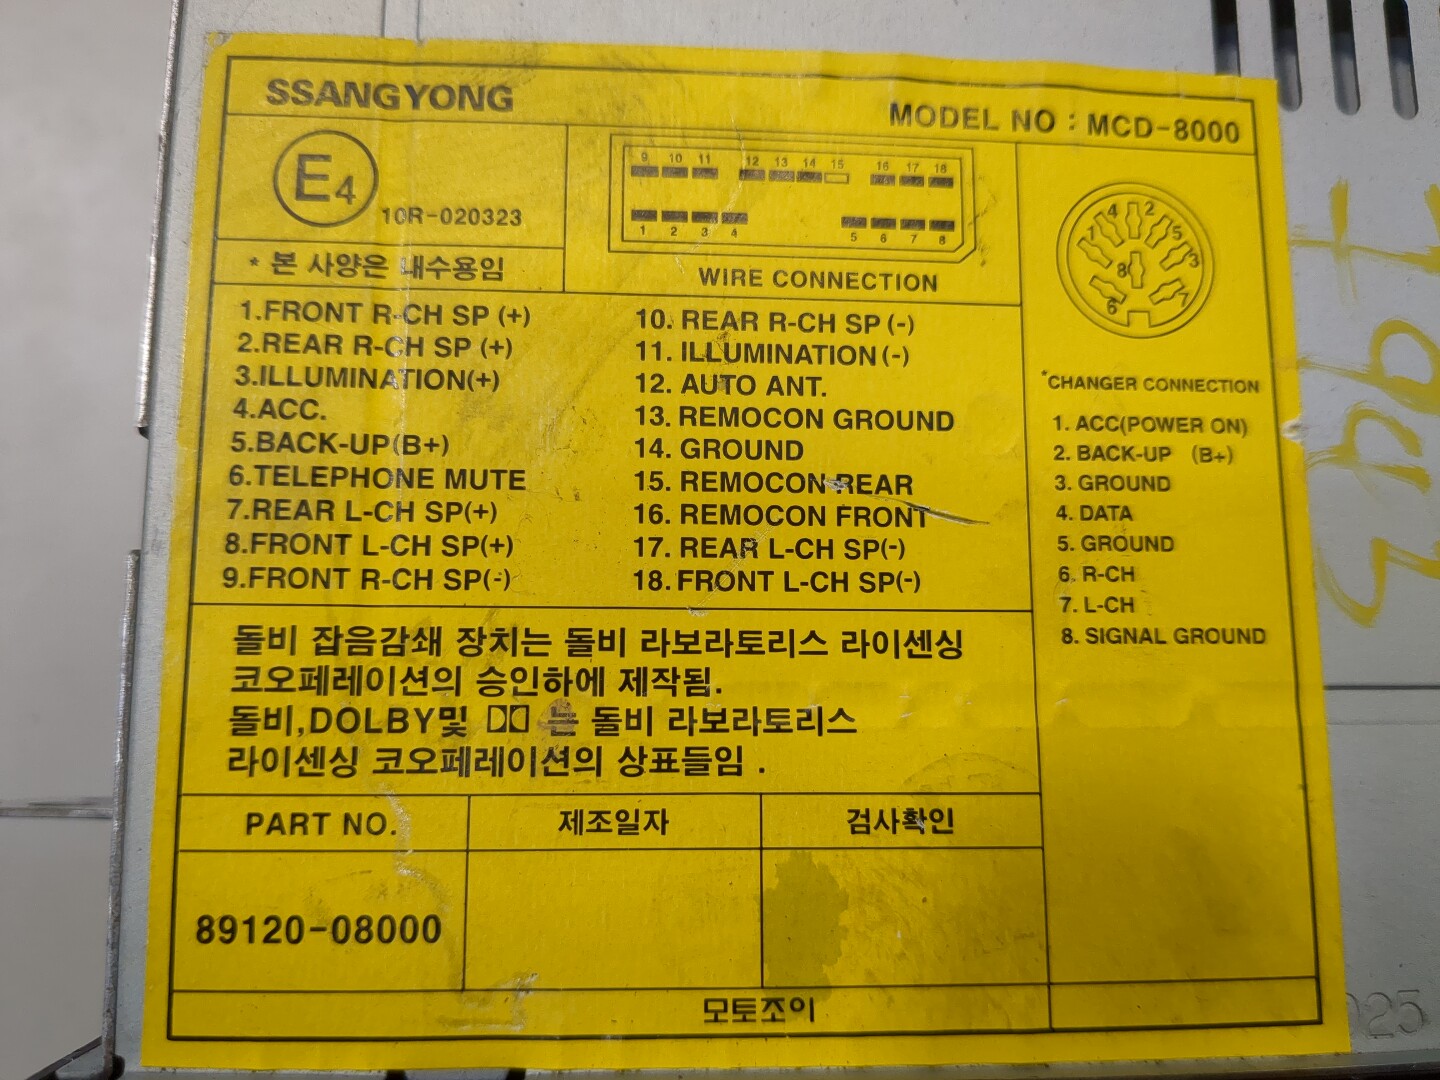 SSANGYONG
MODEL NO : MCD-8000
E4
10R-020323
* 본 사양은 내수용임
9 10 11 12 13 14 15 16 17 18
1 2 3 4 5 6 7 8
WIRE CONNECTION
1.FRONT R-CH SP (+)
2.REAR R-CH SP (+)
3.ILLUMINATION(+)
4.ACC.
5.BACK-UP(B+)
6.TELEPHONE MUTE
7.REAR L-CH SP(+)
8.FRONT L-CH SP(+)
9.FRONT R-CH SP(-)
10. REAR R-CH SP (-)
11. ILLUMINATION (-)
12. AUTO ANT.
13. REMOCON GROUND
14. GROUND
15. REMOCON REAR
16. REMOCON FRONT
17. REAR L-CH SP(-)
18. FRONT L-CH SP(-)
4 2
7 5
8 3
6
*CHANGER CONNECTION
1. ACC(POWER ON)
2. BACK-UP (B+)
3. GROUND
4. DATA
5. GROUND
6. R-CH
7. L-CH
8. SIGNAL GROUND
돌비 잡음감쇄 장치는 돌비 라보라토리스 라이센싱
코오페레이션의 승인하에 제작됨.
돌비,DOLBY및 는 돌비 라보라토리스
라이센싱 코오페레이션의 상표들임 .
PART NO. 제조일자 검사확인
89120-08000
모토조이
025